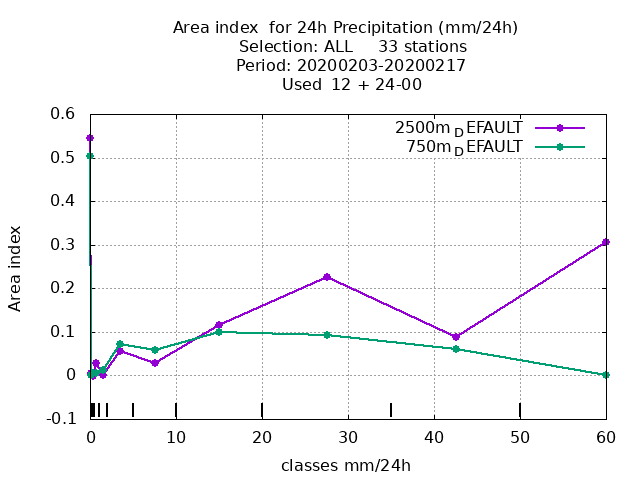 Area index for 24h Precipitation (mm/24h)
Selection: ALL 33 stations
Period: 20200203-20200217
Used 12 + 24-00
2500m_DEFAULT
750m_DEFAULT
0.6
0.5
0.4
0.3
0.2
0.1
0
-0.1
Area index
0 10 20 30 40 50 60
classes mm/24h